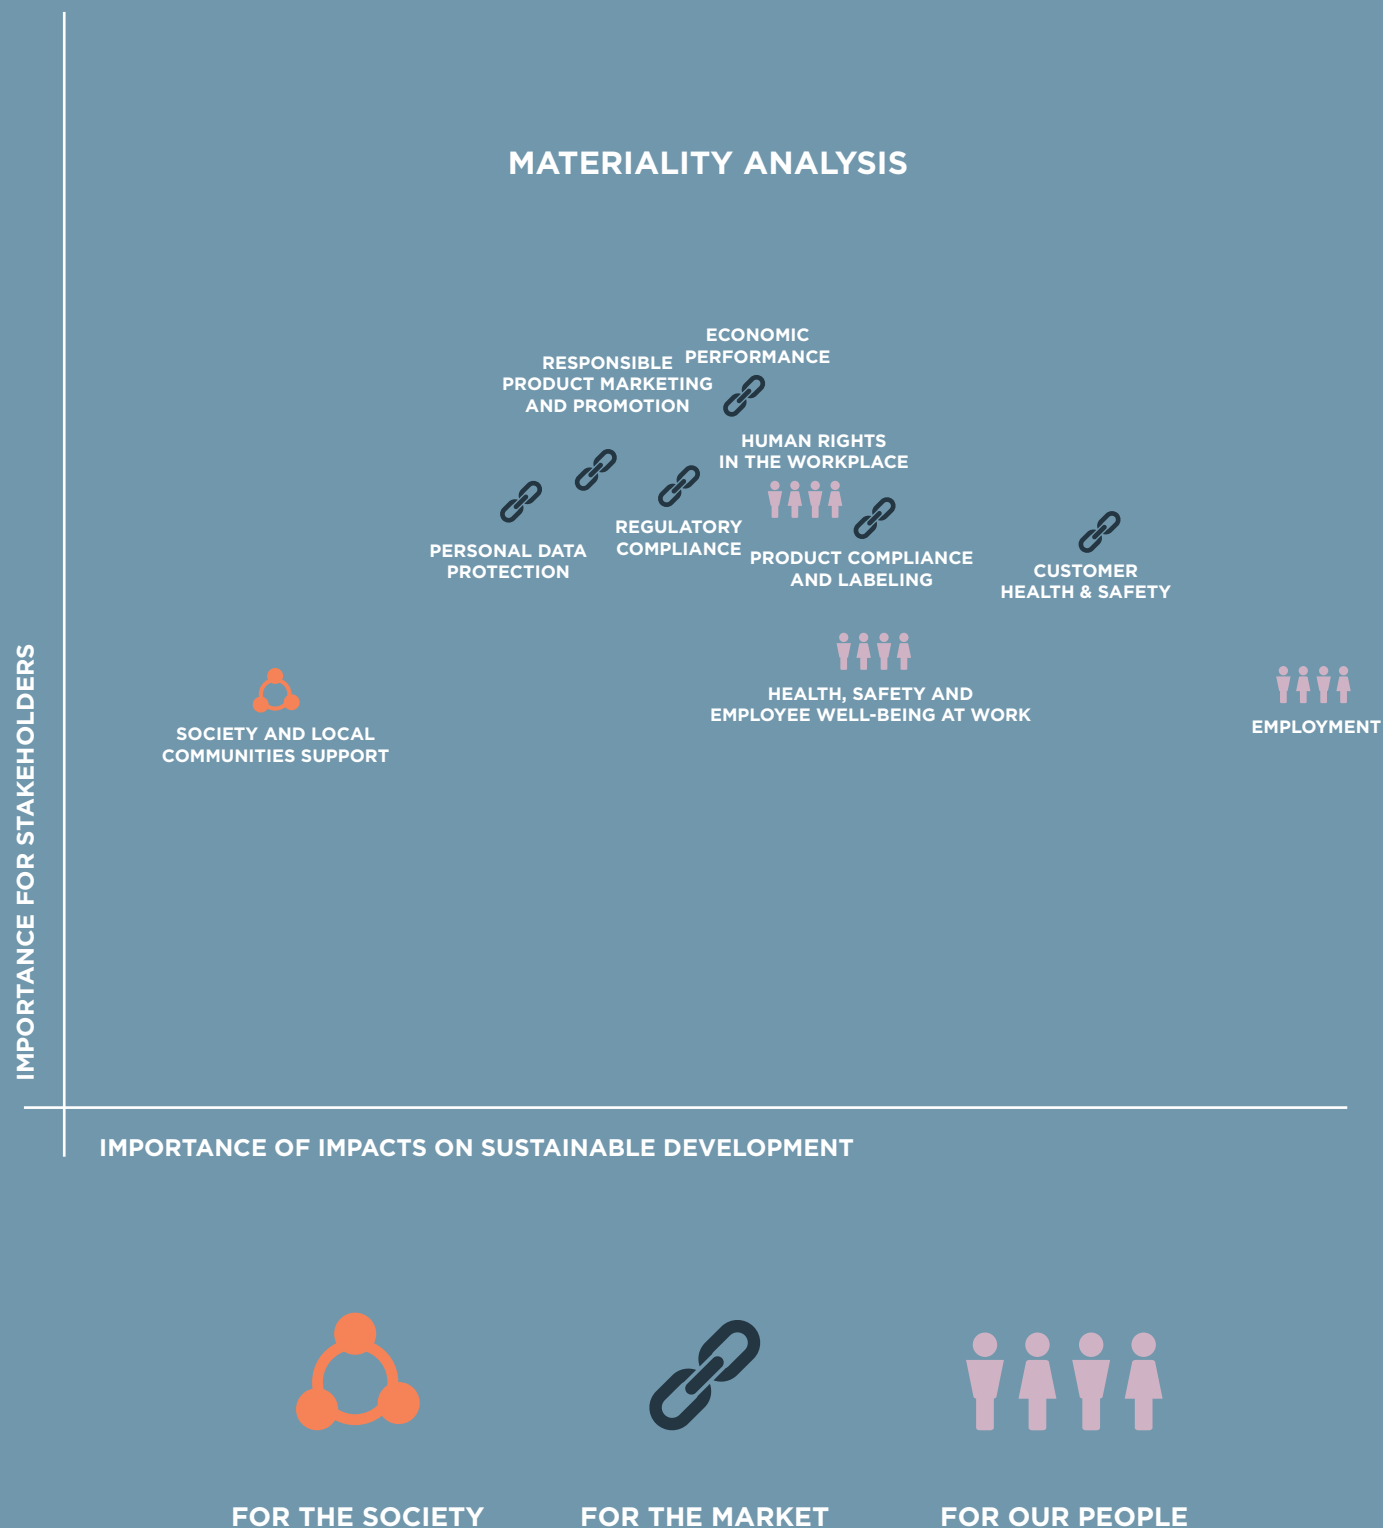 MATERIALITY ANALYSIS
ECONOMIC
PERFORMANCE
RESPONSIBLE
PRODUCT MARKETING
AND PROMOTION
HUMAN RIGHTS
IN THE WORKPLACE
REGULATORY
COMPLIANCE
PERSONAL DATA
PROTECTION
PRODUCT COMPLIANCE
AND LABELING
CUSTOMER
HEALTH & SAFETY
HEALTH, SAFETY AND
EMPLOYEE WELL-BEING AT WORK
EMPLOYMENT
SOCIETY AND LOCAL
COMMUNITIES SUPPORT
IMPORTANCE FOR STAKEHOLDERS
IMPORTANCE OF IMPACTS ON SUSTAINABLE DEVELOPMENT
FOR THE SOCIETY
FOR THE MARKET
FOR OUR PEOPLE